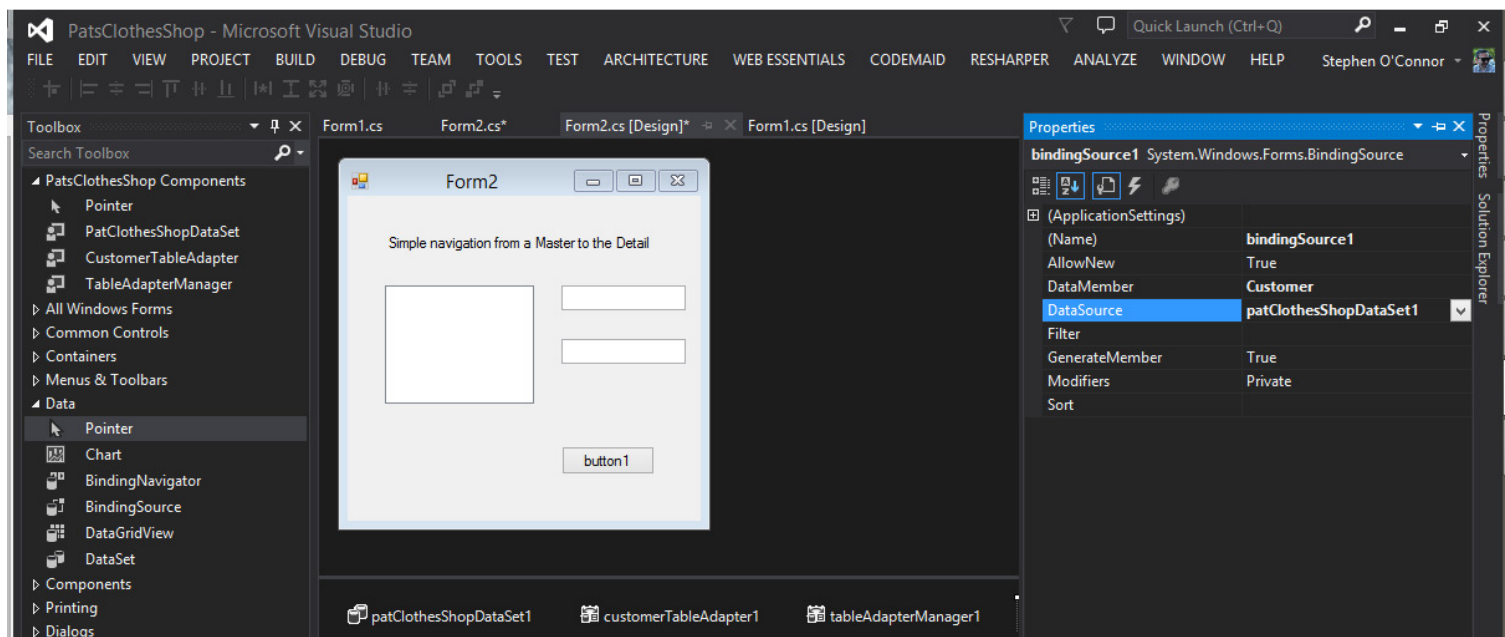 PatsClothesShop - Microsoft Visual Studio
Quick Launch (Ctrl+Q)
FILE EDIT VIEW PROJECT BUILD DEBUG TEAM TOOLS TEST ARCHITECTURE WEB ESSENTIALS CODEMAID RESHARPER ANALYZE WINDOW HELP Stephen O'Connor
Toolbox
Search Toolbox
PatsClothesShop Components
Pointer
PatClothesShopDataSet
CustomerTableAdapter
TableAdapterManager
All Windows Forms
Common Controls
Containers
Menus & Toolbars
Data
Pointer
Chart
BindingNavigator
BindingSource
DataGridView
DataSet
Components
Printing
Dialogs
Form1.cs Form2.cs* Form2.cs [Design]* Form1.cs [Design]
Form2
Simple navigation from a Master to the Detail
button1
patClothesShopDataSet1 customerTableAdapter1 tableAdapterManager1
Properties
bindingSource1 System.Windows.Forms.BindingSource
(ApplicationSettings)
(Name) bindingSource1
AllowNew True
DataMember Customer
DataSource patClothesShopDataSet1
Filter
GenerateMember True
Modifiers Private
Sort
Properties
Solution Explorer